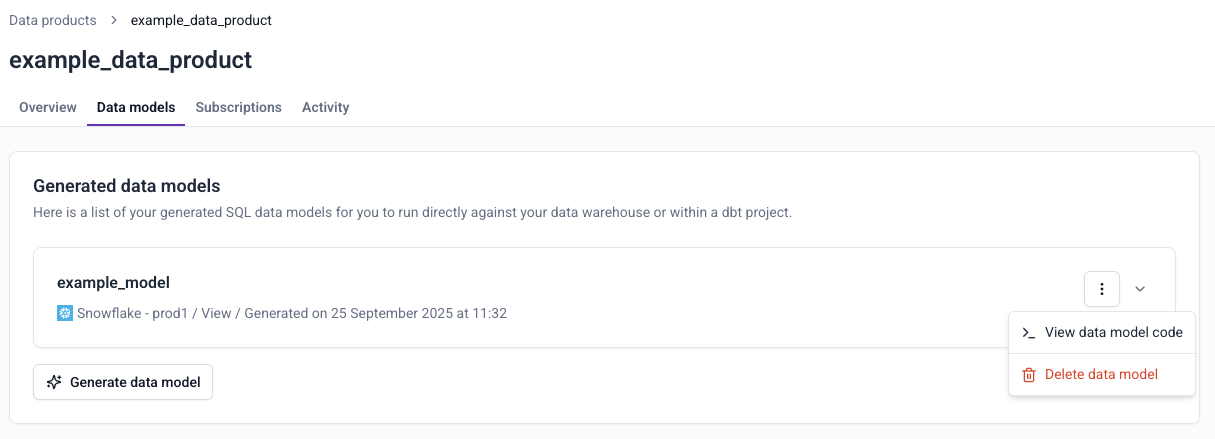 Data products > example_data_product
example_data_product
Overview Data models Subscriptions Activity
Generated data models
Here is a list of your generated SQL data models for you to run directly against your data warehouse or within a dbt project.
example_model
Snowflake - prod1 / View / Generated on 25 September 2025 at 11:32
View data model code
Delete data model
Generate data model